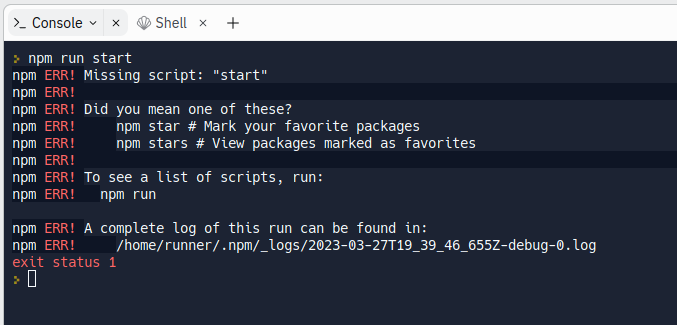 >_ Console
Shell
npm run start
npm ERR! Missing script: "start"
npm ERR!
npm ERR! Did you mean one of these?
npm ERR!     npm star # Mark your favorite packages
npm ERR!     npm stars # View packages marked as favorites
npm ERR!
npm ERR! To see a list of scripts, run:
npm ERR!   npm run
npm ERR! A complete log of this run can be found in:
npm ERR!     /home/runner/.npm/_logs/2023-03-27T19_39_46_655Z-debug-0.log
exit status 1